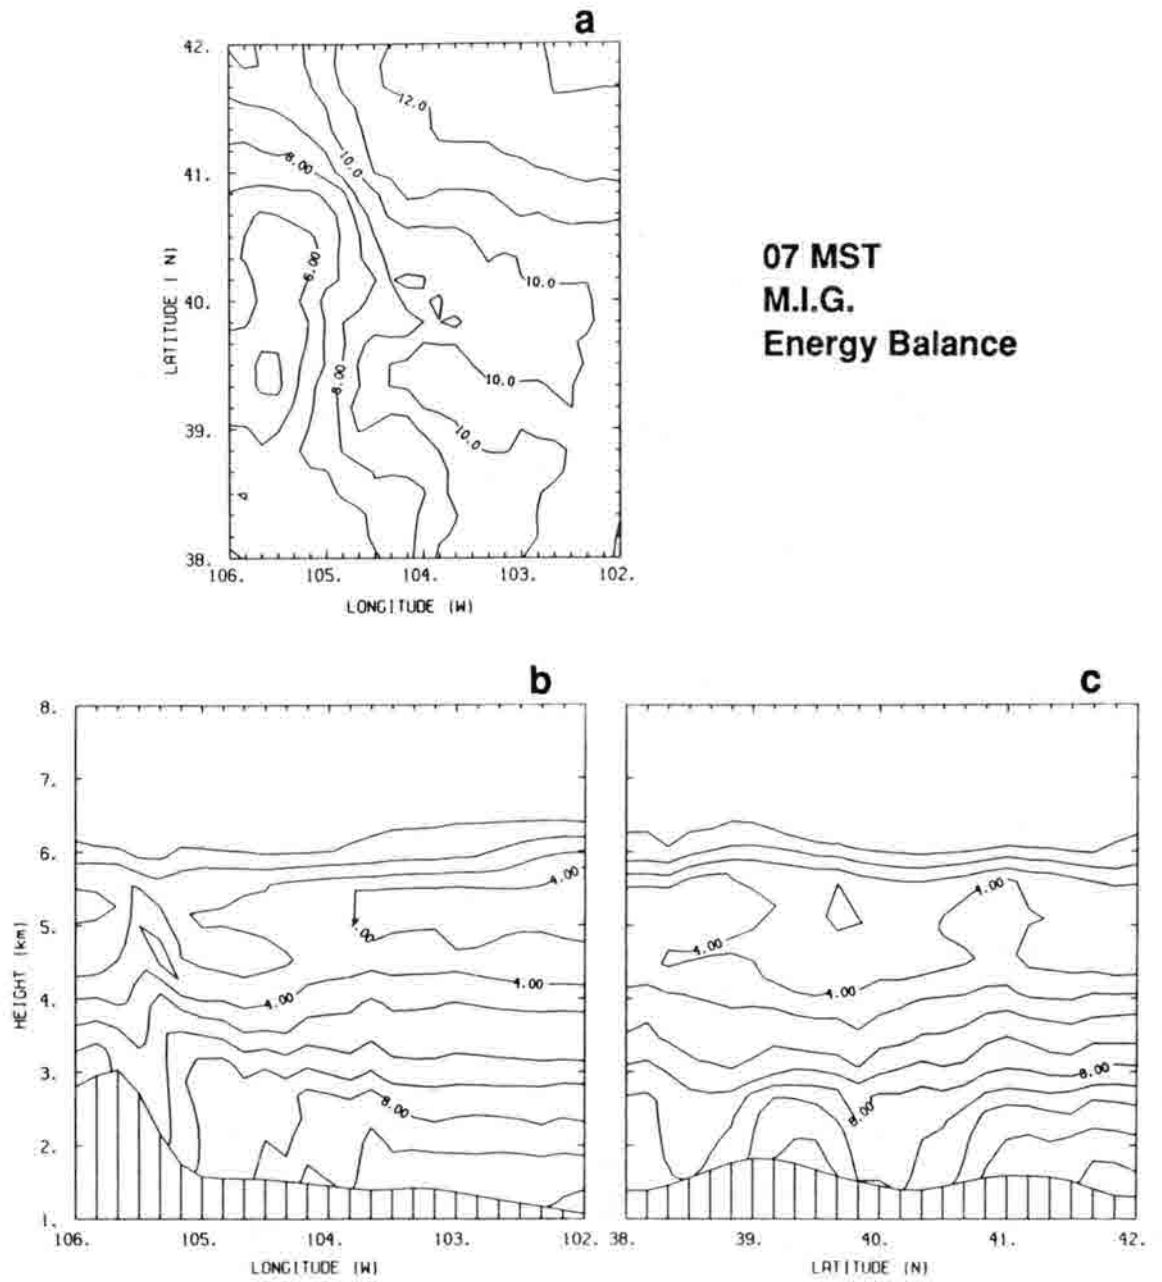 a
42.
41.
40.
39.
38.
106. 105. 104. 103. 102.
LATITUDE ( N)
LONGITUDE (W)
12.0
8.00
10.0
6.00
10.0
8.00
10.0
10.0
07 MST
M.I.G.
Energy Balance
b
8.
7.
6.
5.
4.
3.
2.
1.
106. 105. 104. 103. 102.
HEIGHT (km)
LONGITUDE (W)
4.00
4.00
4.00
8.00
c
38. 39. 40. 41. 42.
LATITUDE (N)
4.00
4.00
4.00
8.00
8.00